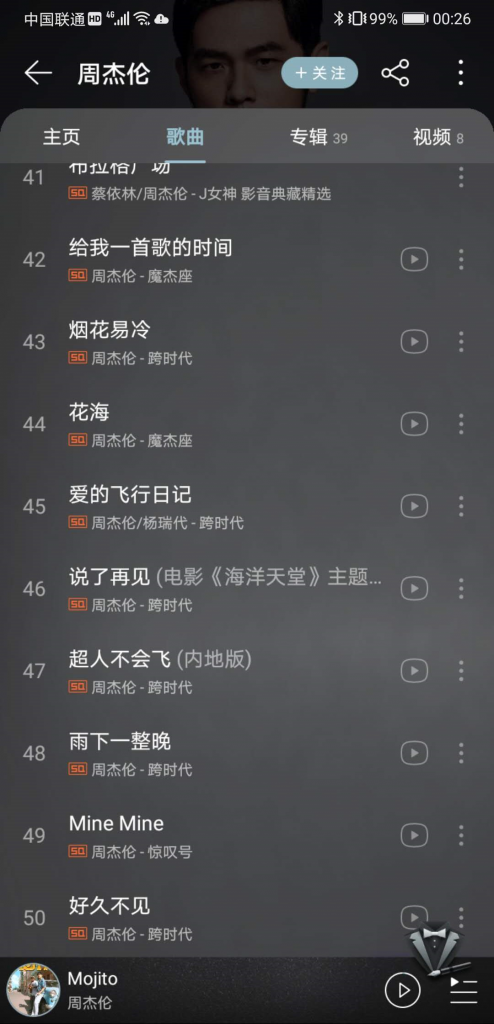 中国联通 HD 4G 99% 00:26
周杰伦
+ 关注
主页 歌曲 专辑 39 视频 8
41 布拉格广场
SQ 蔡依林/周杰伦 - J女神 影音典藏精选
42 给我一首歌的时间
SQ 周杰伦 - 魔杰座
43 烟花易冷
SQ 周杰伦 - 跨时代
44 花海
SQ 周杰伦 - 魔杰座
45 爱的飞行日记
SQ 周杰伦/杨瑞代 - 跨时代
46 说了再见 (电影《海洋天堂》主题...
SQ 周杰伦 - 跨时代
47 超人不会飞 (内地版)
SQ 周杰伦 - 跨时代
48 雨下一整晚
SQ 周杰伦 - 跨时代
49 Mine Mine
SQ 周杰伦 - 惊叹号
50 好久不见
SQ 周杰伦 - 跨时代
Mojito
周杰伦